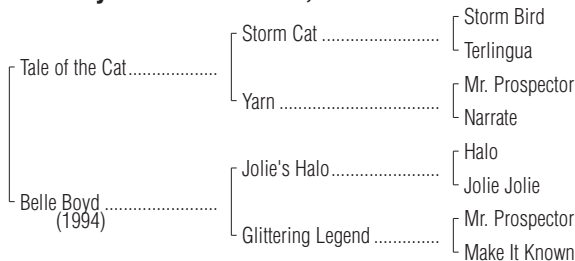 Storm Bird
Storm Cat ........................
Terlingua
Tale of the Cat..................
Mr. Prospector
Yarn ...................................
Narrate
Halo
Jolie's Halo........................
Jolie Jolie
Belle Boyd .......................
(1994)
Mr. Prospector
Glittering Legend ..............
Make It Known